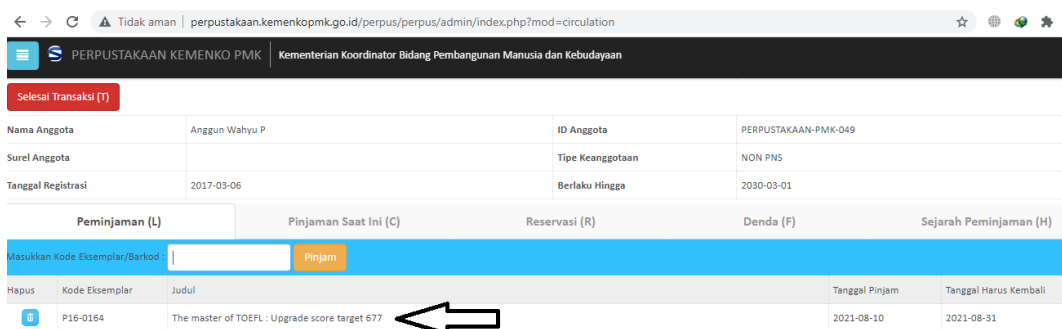 Tidak aman | perpustakaan.kemenkopmk.go.id/perpus/perpus/admin/index.php?mod=circulation
PERPUSTAKAAN KEMENKO PMK | Kementerian Koordinator Bidang Pembangunan Manusia dan Kebudayaan
Selesai Transaksi (T)
Nama Anggota Anggun Wahyu P ID Anggota PERPUSTAKAAN-PMK-049
Surel Anggota Tipe Keanggotaan NON PNS
Tanggal Registrasi 2017-03-06 Berlaku Hingga 2030-03-01
Peminjaman (L) Pinjaman Saat Ini (C) Reservasi (R) Denda (F) Sejarah Peminjaman (H)
Masukkan Kode Eksemplar/Barkod : Pinjam
Hapus Kode Eksemplar Judul Tanggal Pinjam Tanggal Harus Kembali
P16-0164 The master of TOEFL : Upgrade score target 677 2021-08-10 2021-08-31